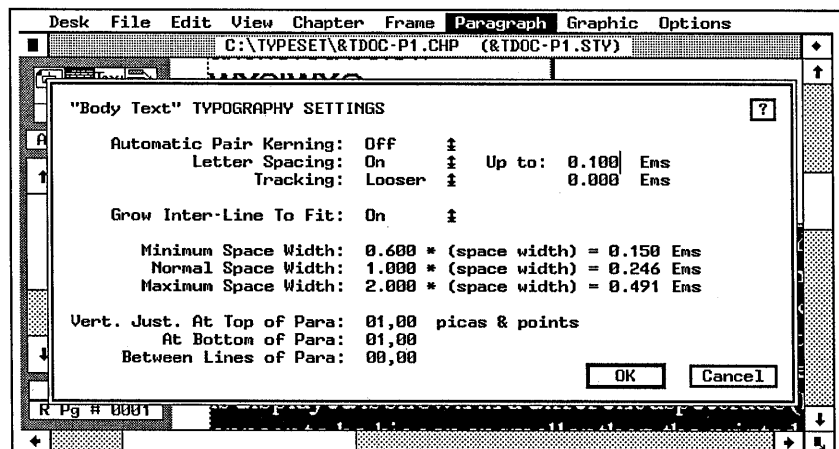 Desk File Edit View Chapter Frame Paragraph Graphic Options
C:\TYPESET\&TDOC-P1.CHP (&TDOC-P1.STY)
"Body Text" TYPOGRAPHY SETTINGS ?
Automatic Pair Kerning: Off
Letter Spacing: On Up to: 0.100 Ems
Tracking: Looser 0.000 Ems
Grow Inter-Line To Fit: On
Minimum Space Width: 0.600 * (space width) = 0.150 Ems
Normal Space Width: 1.000 * (space width) = 0.246 Ems
Maximum Space Width: 2.000 * (space width) = 0.491 Ems
Vert. Just. At Top of Para: 01,00 picas & points
At Bottom of Para: 01,00
Between Lines of Para: 00,00
OK Cancel
R Pg # 0001